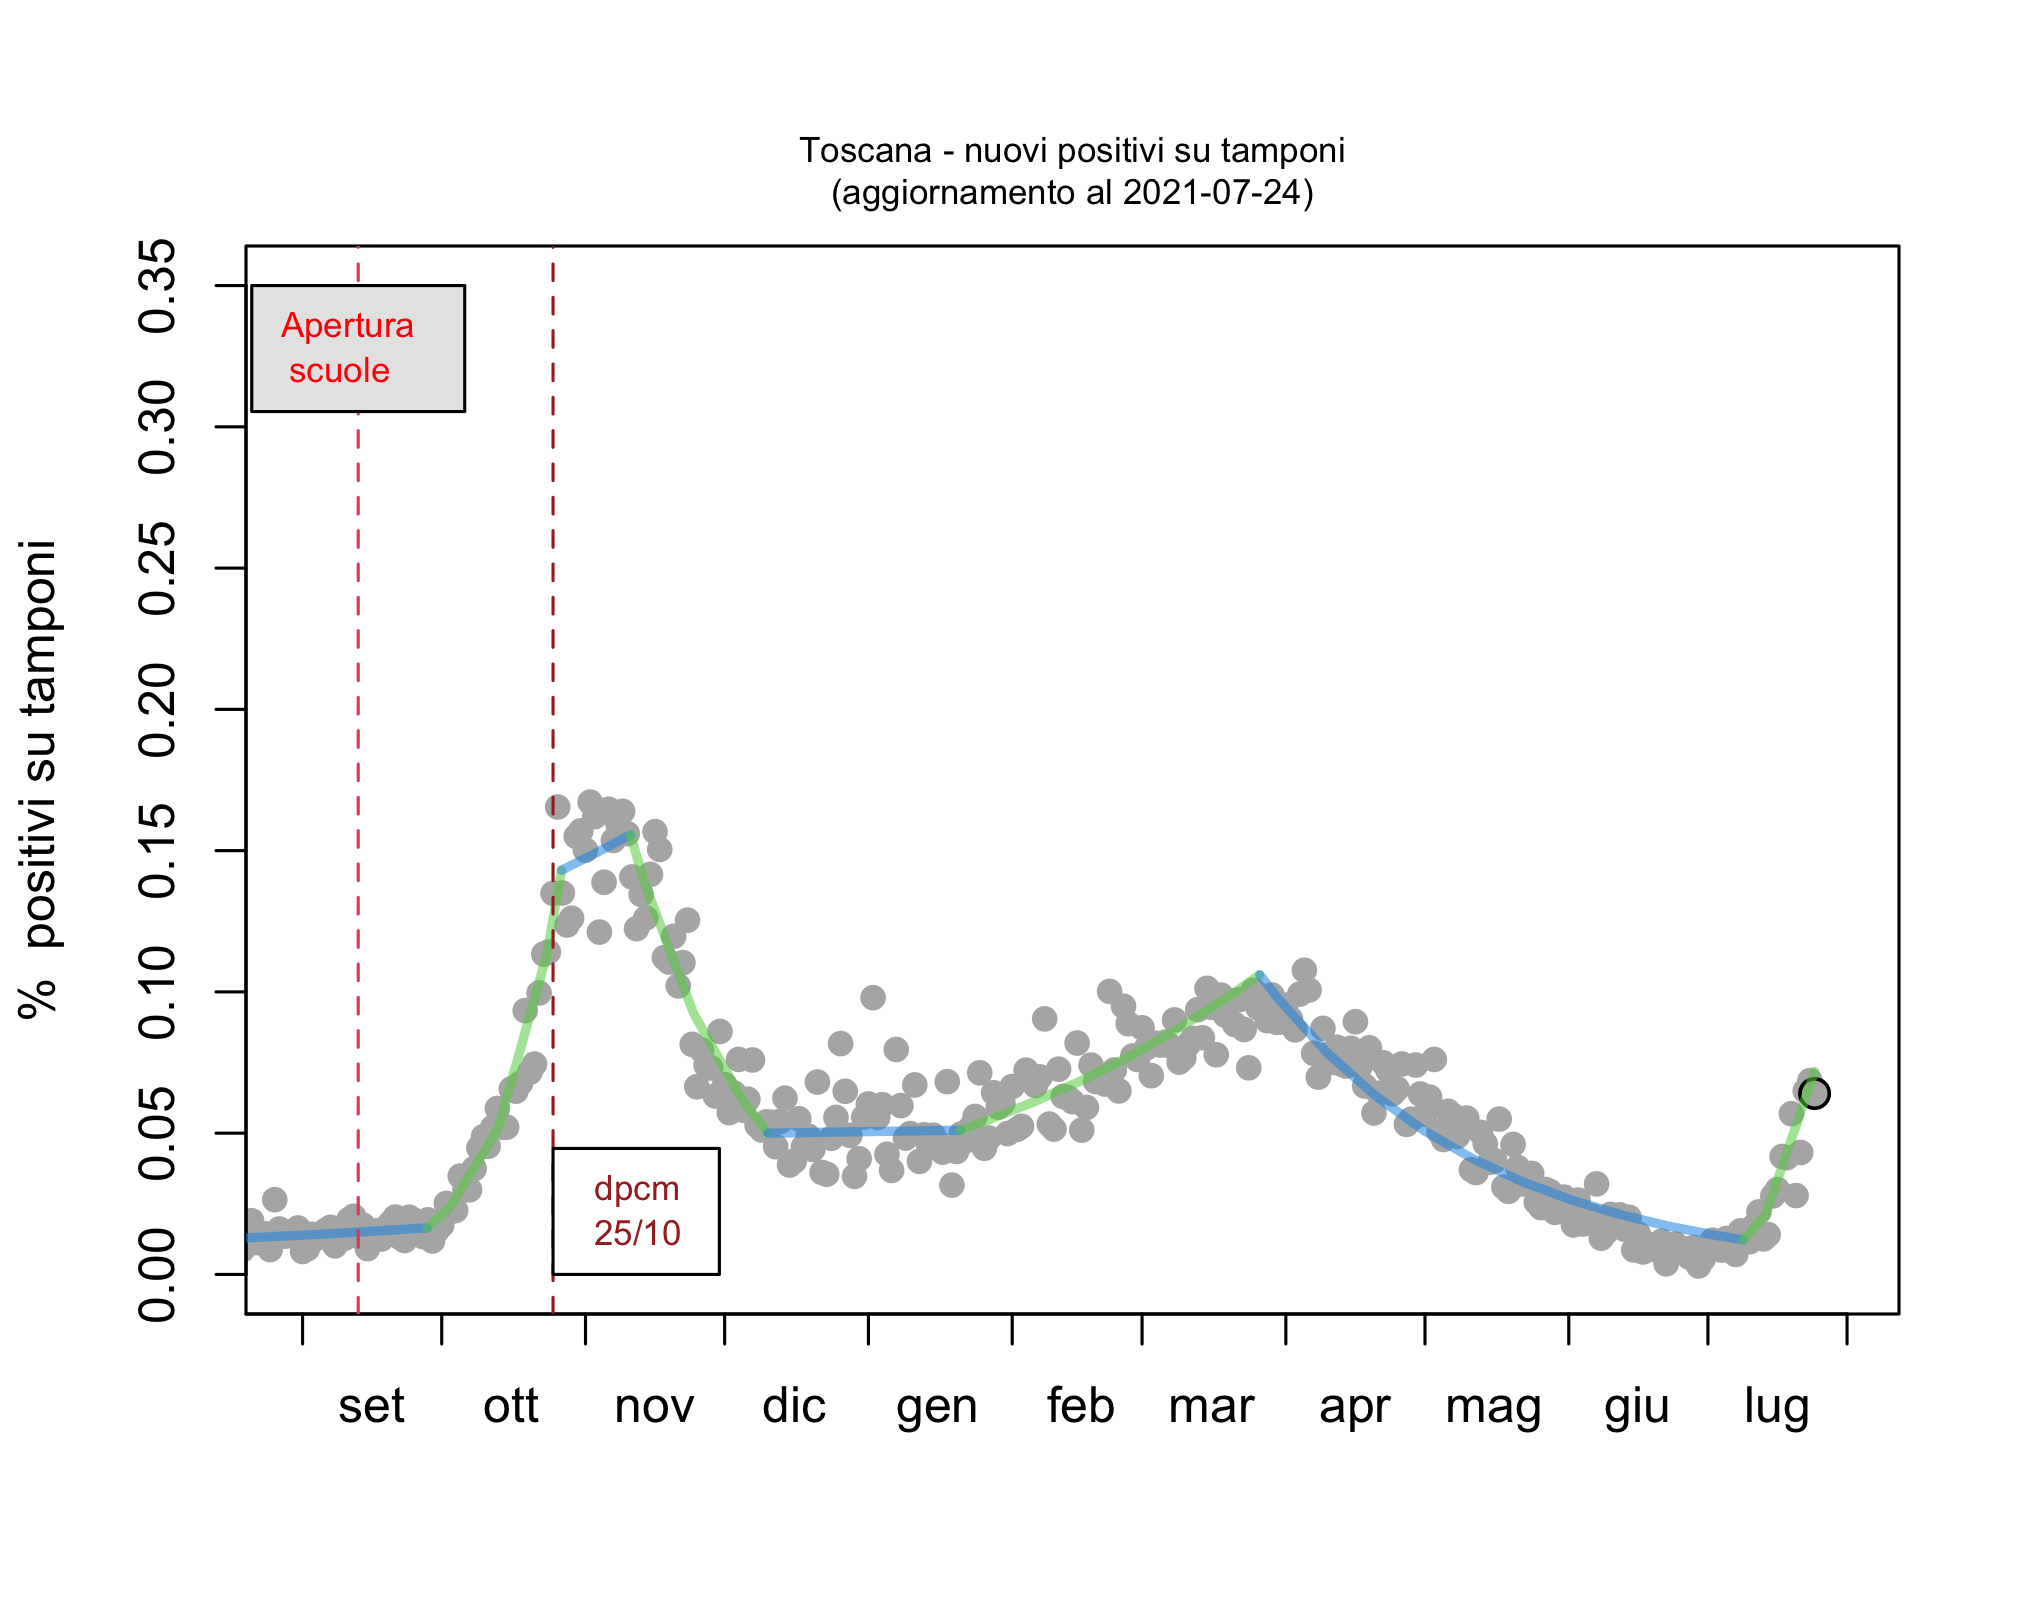 Toscana - nuovi positivi su tamponi
(aggiornamento al 2021-07-24)
% positivi su tamponi
0.35
0.30
0.25
0.20
0.15
0.10
0.05
0.00
Apertura
scuole
dpcm
25/10
set ott nov dic gen feb mar apr mag giu lug